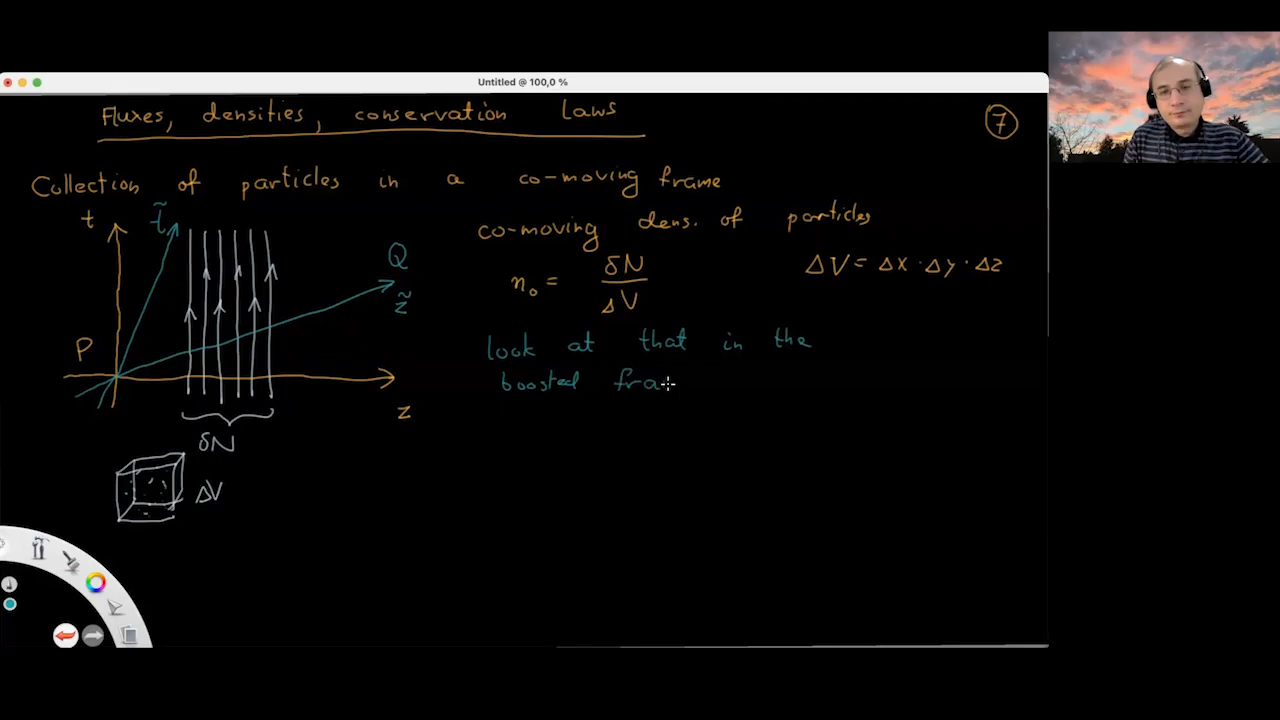 Untitled @ 100,0 %
Fluxes, densities, conservation laws
7
Collection of particles in a co-moving frame
t
t̃
co-moving dens. of particles
Q
n₀ = δN / ΔV
ΔV = Δx · Δy · Δz
z̃
P
look at that in the
boosted fra
z
δN
ΔV